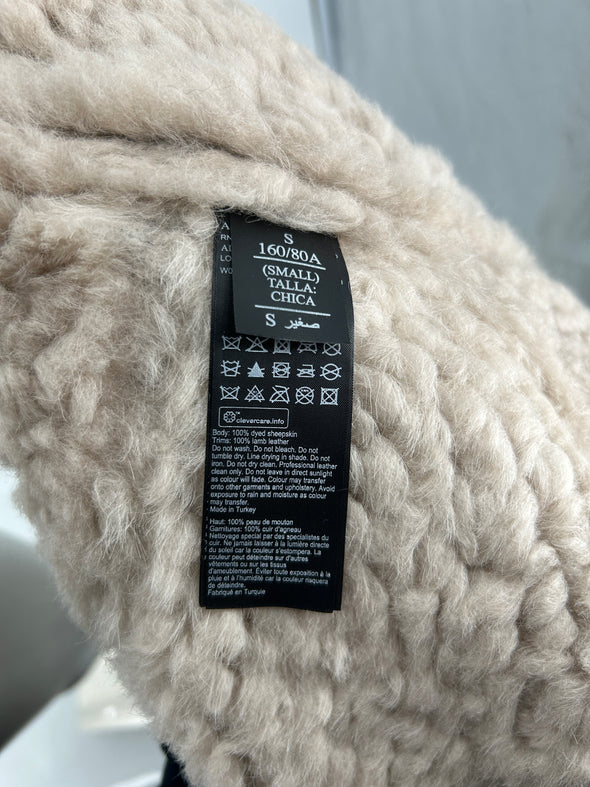 S
160/80A
(SMALL)
TALLA:
CHICA
S صغير
A
RN
LO
WO
clevercare.info
Body: 100% dyed sheepskin
Trims: 100% lamb leather
Do not wash. Do not bleach. Do not
tumble dry. Line drying in shade. Do not
iron. Do not dry clean. Professional leather
clean only. Do not leave in direct sunlight
as colour will fade. Colour may transfer
onto other garments and upholstery. Avoid
exposure to rain and moisture as colour
may transfer.
Made in Turkey
Haut: 100% peau de mouton
Garnitures: 100% cuir d'agneau
Nettoyage spécial par des spécialistes du
cuir. Ne jamais laisser à la lumière directe
du soleil car la couleur s'estompera. La
couleur peut déteindre sur d'autres
vêtements ou sur les tissus
d'ameublement. Éviter toute exposition à la
pluie et à l'humidité car la couleur risquera
de déteindre.
Fabriqué en Turquie